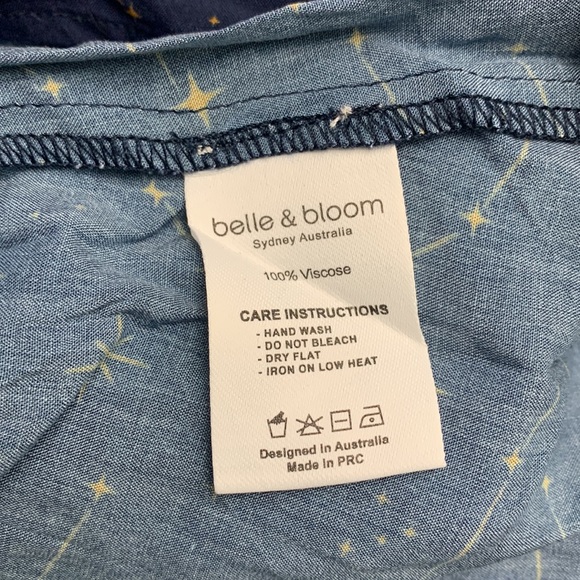 belle & bloom
Sydney Australia
100% Viscose
CARE INSTRUCTIONS
- HAND WASH
- DO NOT BLEACH
- DRY FLAT
- IRON ON LOW HEAT
Designed In Australia
Made In PRC